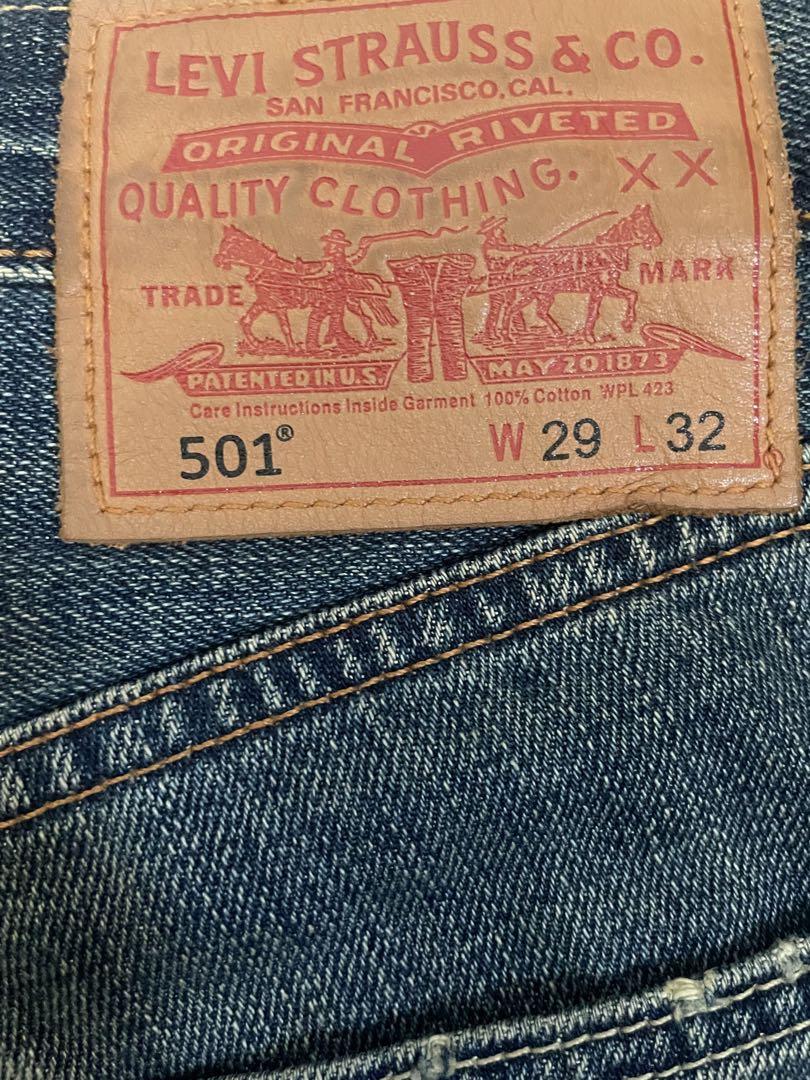 LEVI STRAUSS & CO.
SAN FRANCISCO, CAL.
ORIGINAL RIVETED
QUALITY CLOTHING. XX
TRADE MARK
PATENTED IN U.S. MAY 20 1873
Care Instructions Inside Garment 100% Cotton WPL 423
501® W 29 L 32